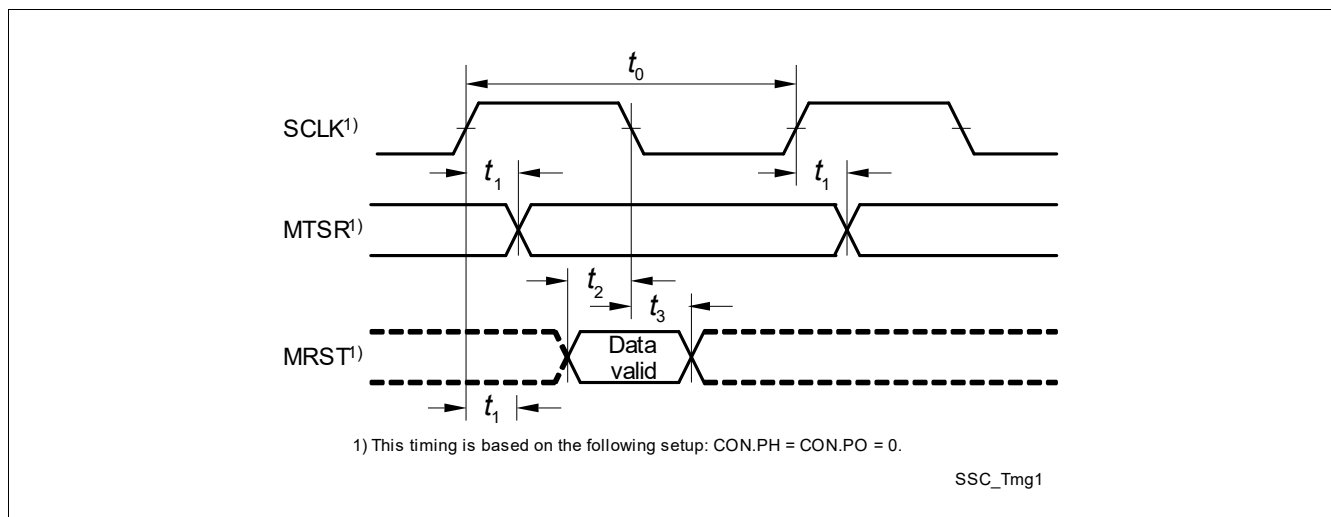 t0
SCLK1)
t1 t1
MTSR1)
t2
t3
MRST1)
Data
valid
t1
1) This timing is based on the following setup: CON.PH = CON.PO = 0.
SSC_Tmg1